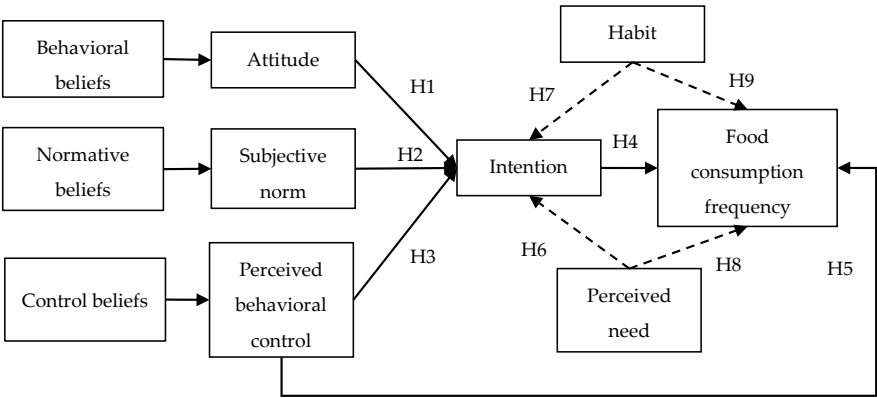 Behavioral
beliefs
Attitude
H1
Habit
H7
H9
Normative
beliefs
Subjective
norm
H2
Intention
H4
Food
consumption
frequency
Control beliefs
Perceived
behavioral
control
H3
H6
H8
H5
Perceived
need